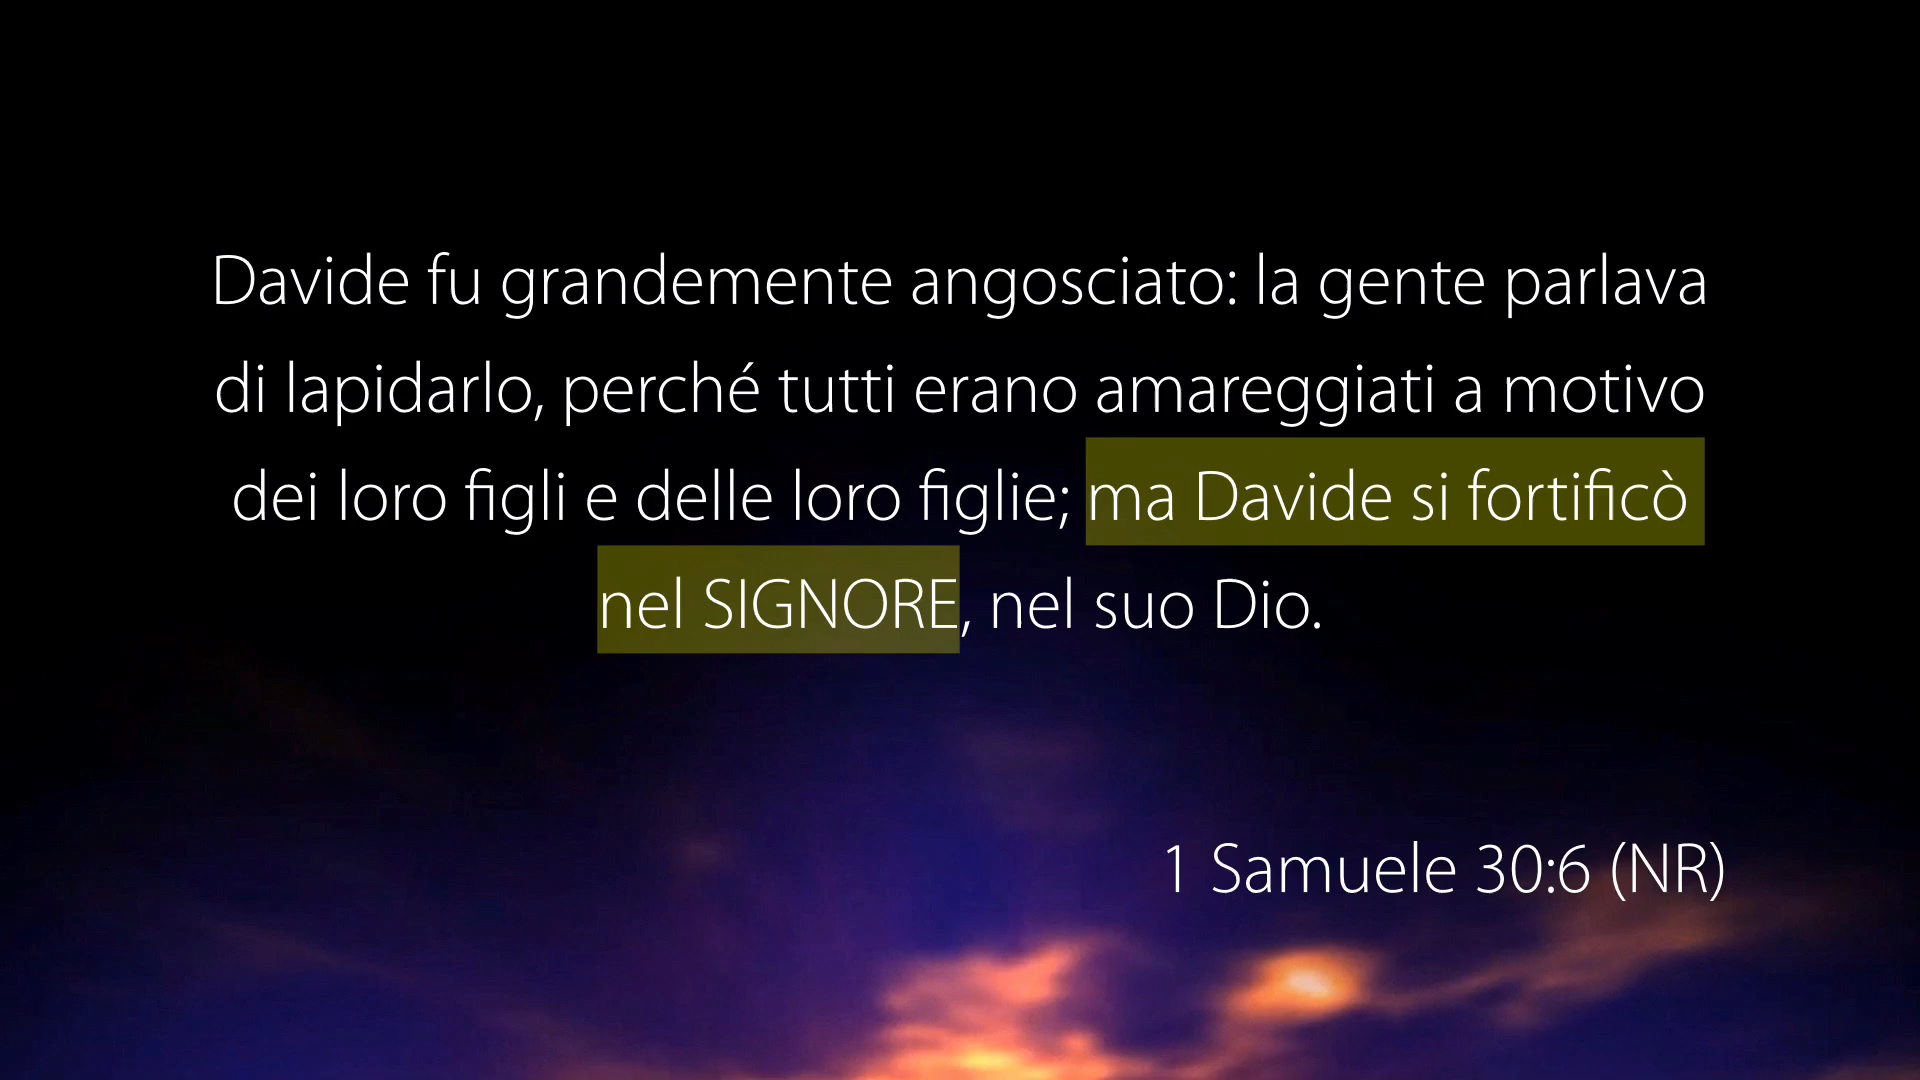 Davide fu grandemente angosciato: la gente parlava
di lapidarlo, perché tutti erano amareggiati a motivo
dei loro figli e delle loro figlie; ma Davide si fortificò
nel SIGNORE, nel suo Dio.
1 Samuele 30:6 (NR)